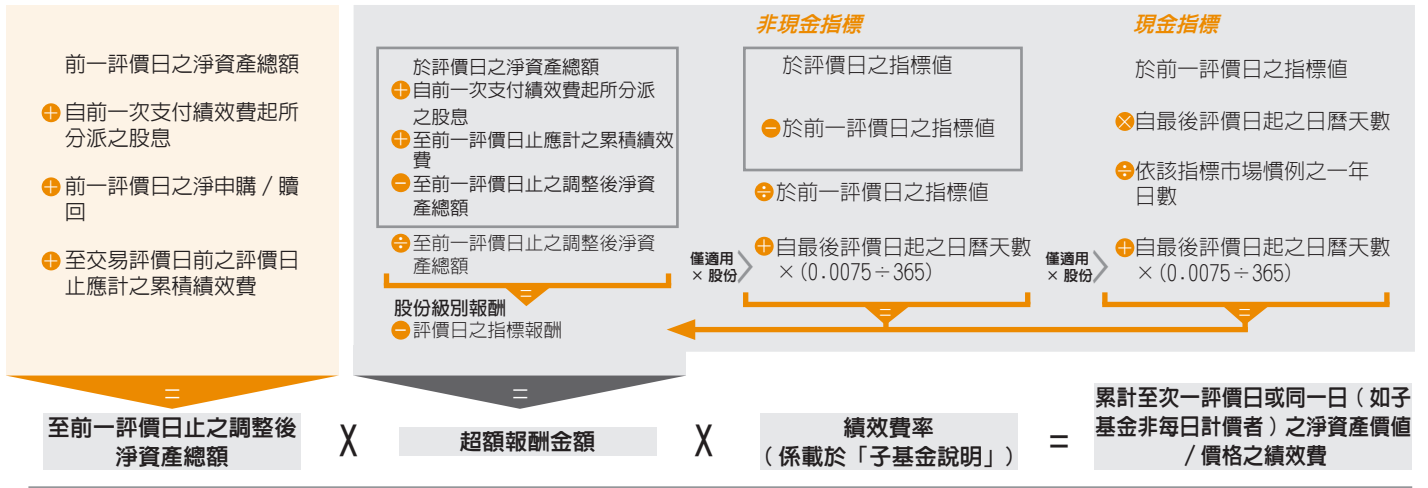 前一評價日之淨資產總額
+自前一次支付績效費起所
分派之股息
+前一評價日之淨申購／贖
回
+至交易評價日前之評價日
止應計之累積績效費
=
至前一評價日止之調整後
淨資產總額
X
於評價日之淨資產總額
+自前一次支付績效費起所分派
之股息
+至前一評價日止應計之累積績效
費
−至前一評價日止之調整後淨資
產總額
÷至前一評價日止之調整後淨資
產總額
=
股份級別報酬
−評價日之指標報酬
=
超額報酬金額
X
非現金指標
於評價日之指標值
−於前一評價日之指標值
÷於前一評價日之指標值
僅適用
× 股份
+自最後評價日起之日曆天數
×(0.0075÷365)
=
現金指標
於前一評價日之指標值
×自最後評價日起之日曆天數
÷依該指標市場慣例之一年
日數
僅適用
× 股份
+自最後評價日起之日曆天數
×(0.0075÷365)
=
績效費率
（係載於「子基金說明」）
=
累計至次一評價日或同一日（如子
基金非每日計價者）之淨資產價值
/價格之績效費